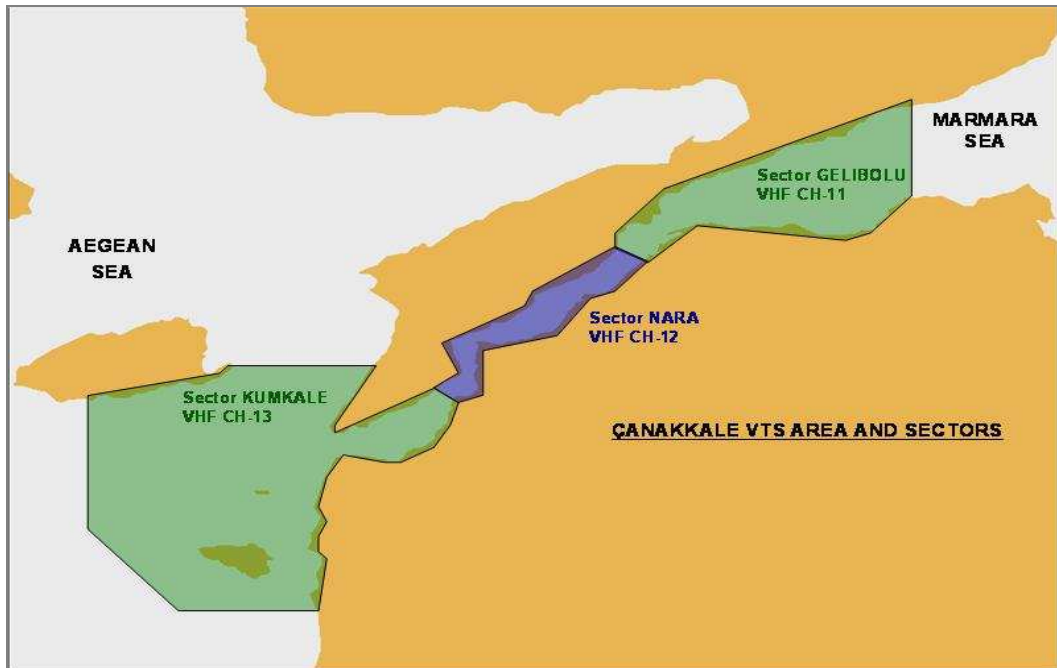 MARMARA
SEA
Sector GELIBOLU
VHF CH-11
AEGEAN
SEA
Sector NARA
VHF CH-12
Sector KUMKALE
VHF CH-13
ÇANAKKALE VTS AREA AND SECTORS